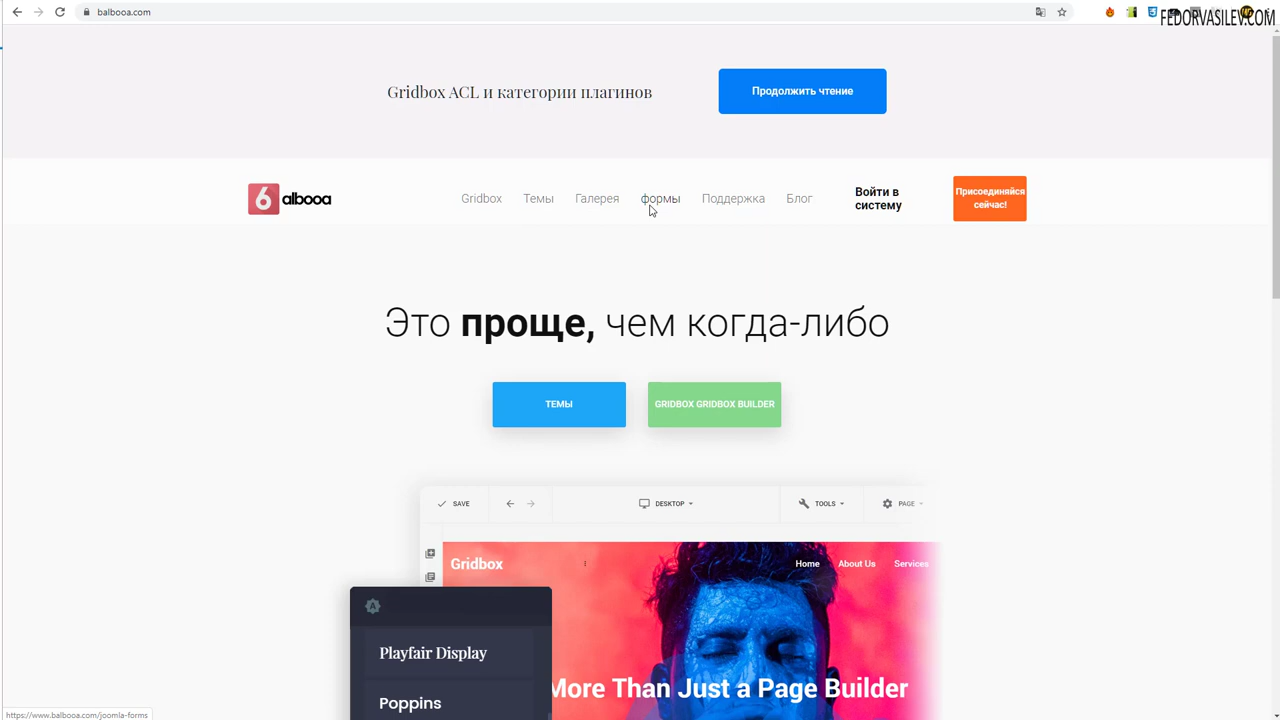 balbooa.com
FEDORVASILEV.COM
Gridbox ACL и категории плагинов
Продолжить чтение
6 albooa
Gridbox
Темы
Галерея
формы
Поддержка
Блог
Войти в
систему
Присоединяйся
сейчас!
Это проще, чем когда-либо
ТЕМЫ
GRIDBOX GRIDBOX BUILDER
SAVE
DESKTOP
TOOLS
PAGE
Gridbox
Home
About Us
Services
A
Playfair Display
Poppins
More Than Just a Page Builder
https://www.balbooa.com/joomla-forms